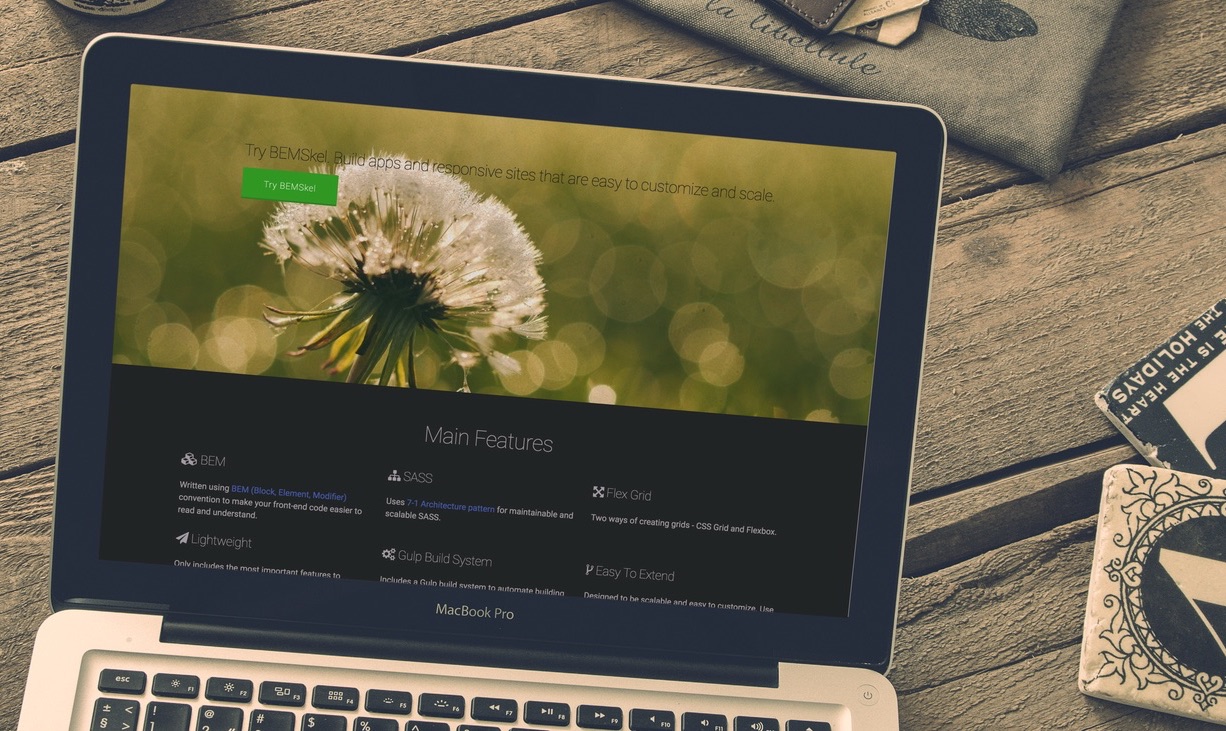 la libellule
Try BEMSkel. Build apps and responsive sites that are easy to customize and scale.
Try BEMSkel
Main Features
BEM
Written using BEM (Block, Element, Modifier)
convention to make your front-end code easier to
read and understand.
SASS
Uses 7-1 Architecture pattern for maintainable and
scalable SASS.
Flex Grid
Two ways of creating grids - CSS Grid and Flexbox.
Lightweight
Only includes the most important features to
Gulp Build System
Includes a Gulp build system to automate building
Easy To Extend
Designed to be scalable and easy to customize. Use
MacBook Pro
esc F1 F2 F3 F4 F5 F6 F7 F8 F9 F10 F11
± < ! @ # $ %
§ > 1
E IS THE HEART
THE HOLIDAYS